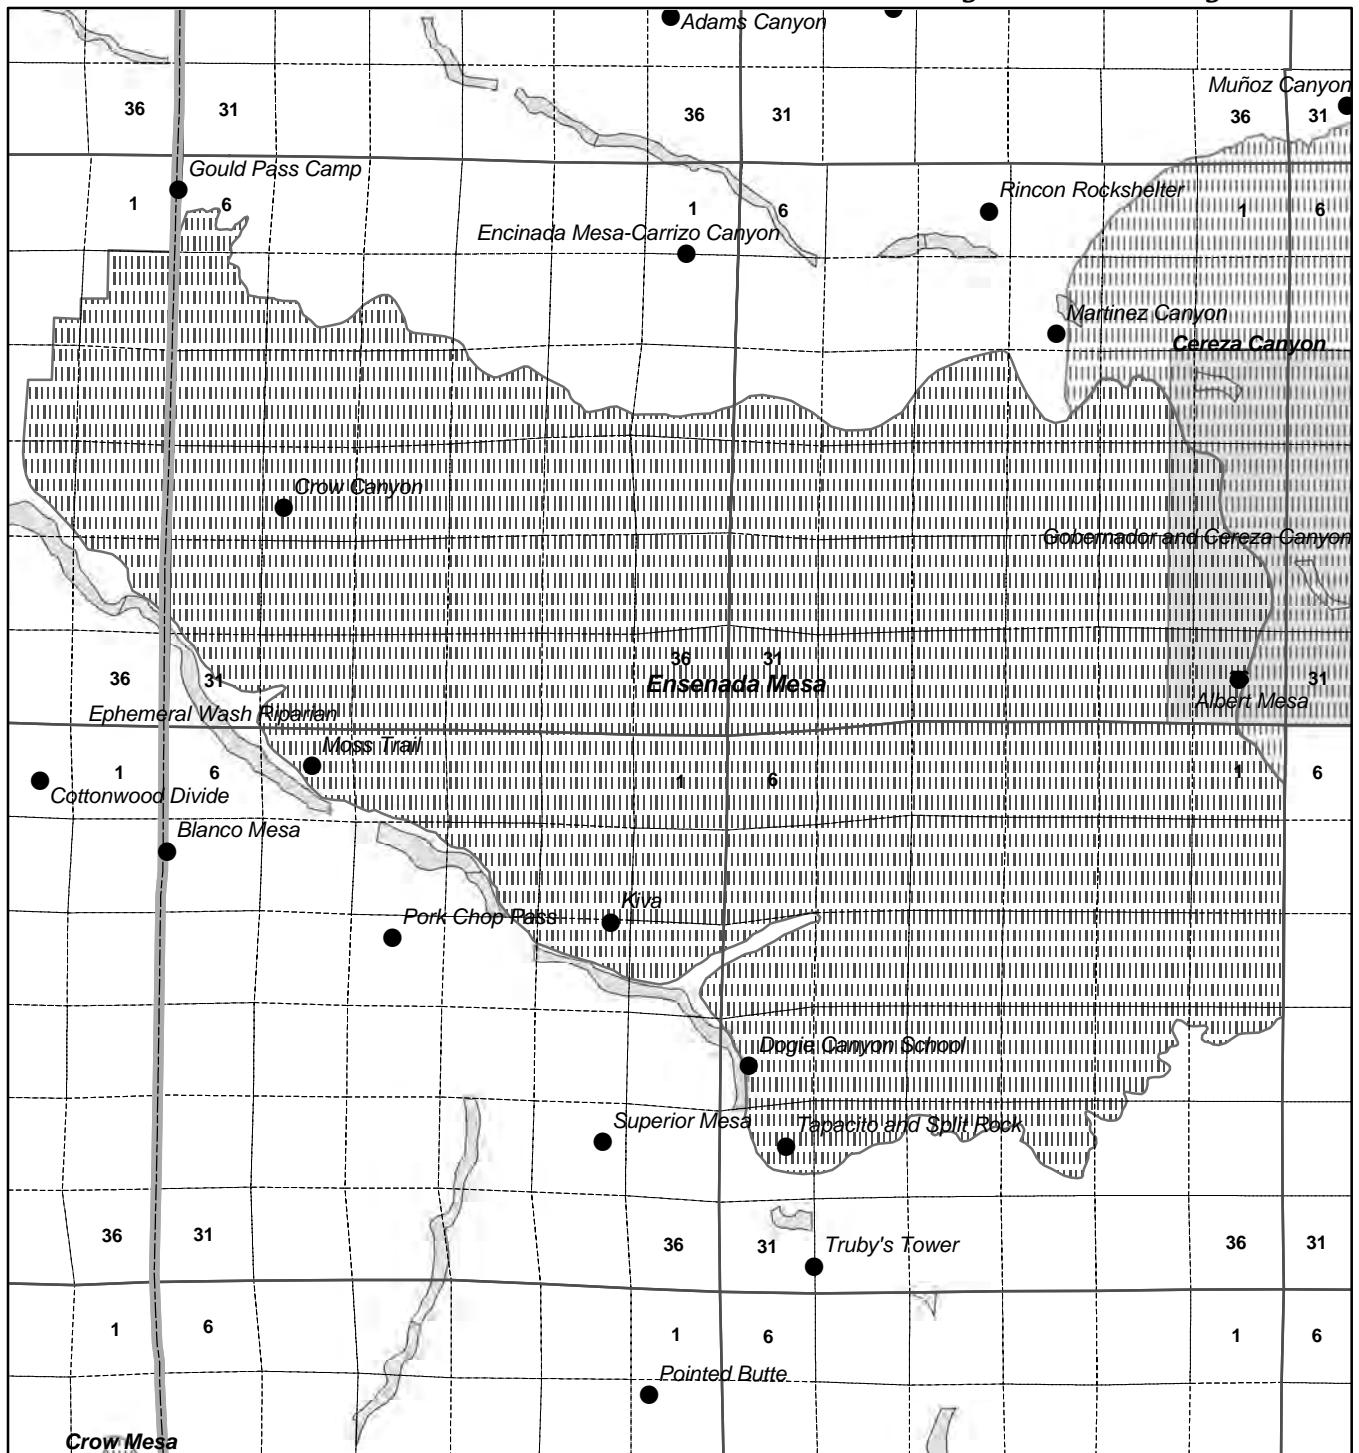 Adams Canyon
Muñoz Canyon
36 31 36 31 36 31
Gould Pass Camp
Rincon Rockshelter
1 6 1 6 1 6
Encinada Mesa-Carrizo Canyon
Martinez Canyon
Cereza Canyon
Crow Canyon
Gobernador and Cereza Canyon
36 31 36 31 31
Ensenada Mesa
Albert Mesa
Ephemeral Wash Riparian
Moss Trail
1 6 1 6 1 6
Cottonwood Divide
Blanco Mesa
Kiva
Pork Chop Pass
Dogie Canyon School
Superior Mesa
Tapacito and Split Rock
36 31 36 31 36 31
Truby's Tower
1 6 1 6 1 6
Pointed Butte
Crow Mesa